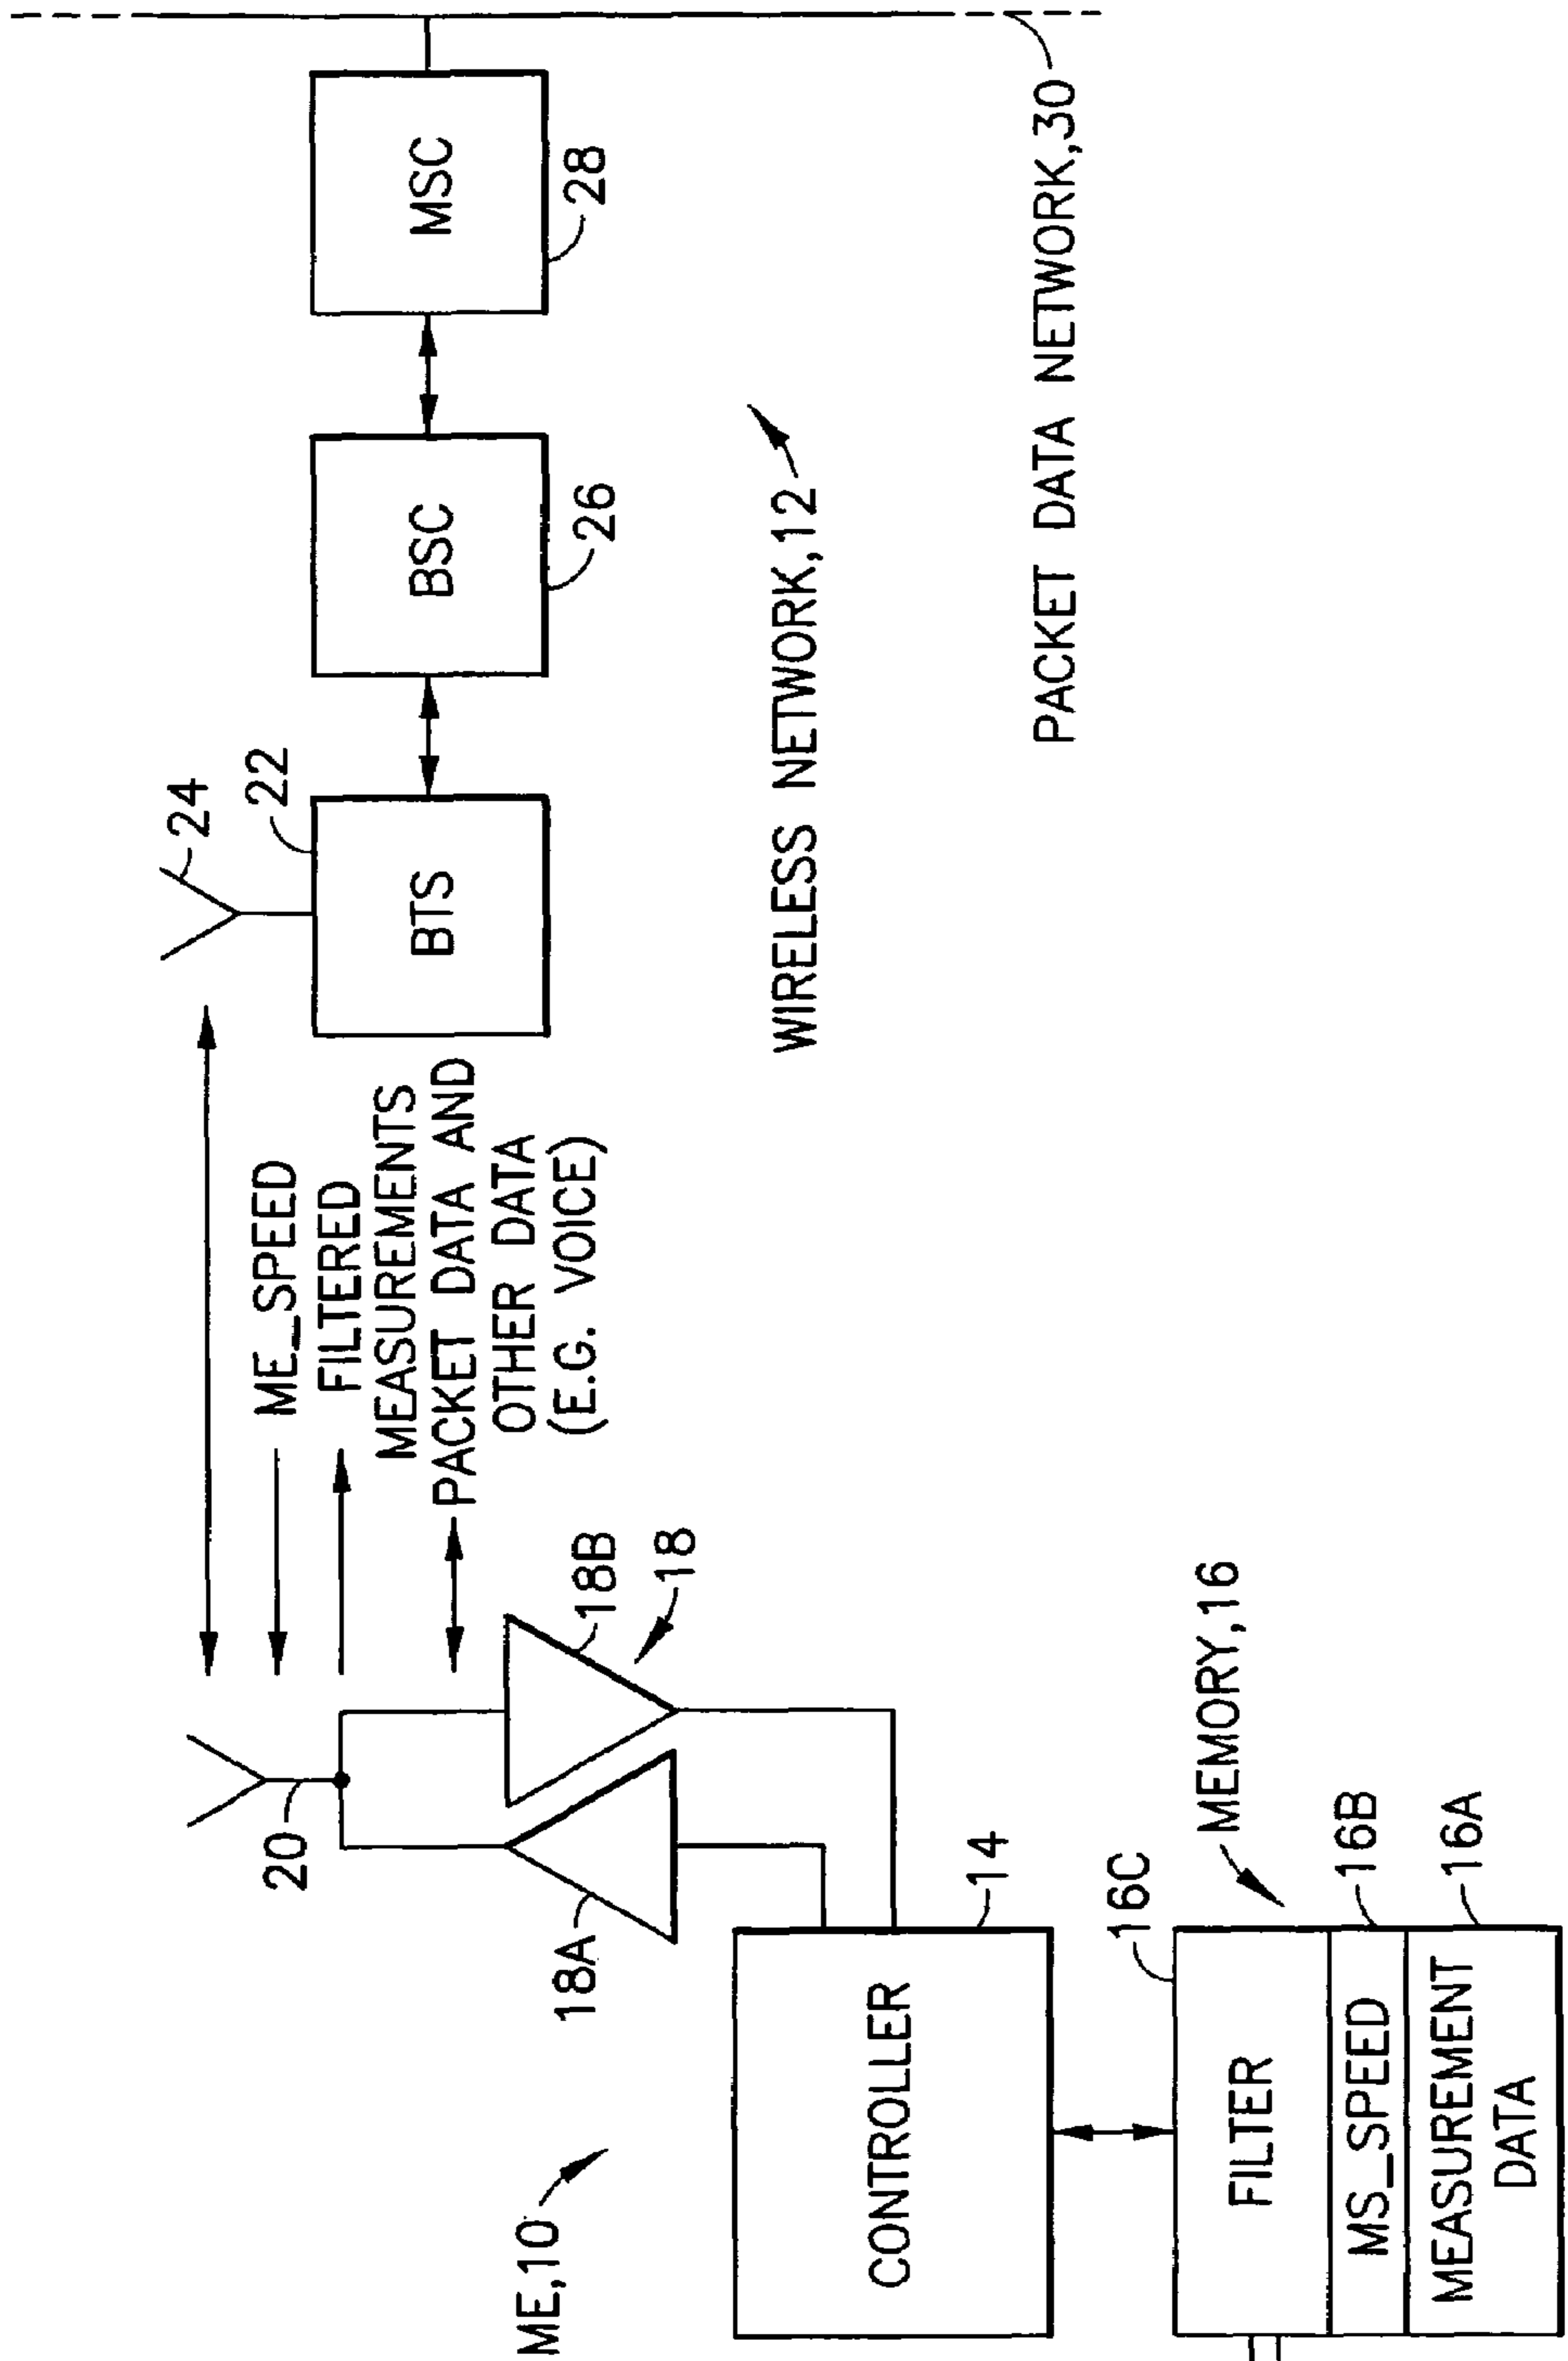 24
22
BTS
BSC
26
MSC
28
ME_SPEED
FILTERED
MEASUREMENTS
PACKET DATA AND
OTHER DATA
(E.G. VOICE)
WIRELESS NETWORK,12
PACKET DATA NETWORK,30
20
18A
18B
18
ME,10
CONTROLLER
14
16C
MEMORY,16
FILTER
MS_SPEED
16B
MEASUREMENT
DATA
16A